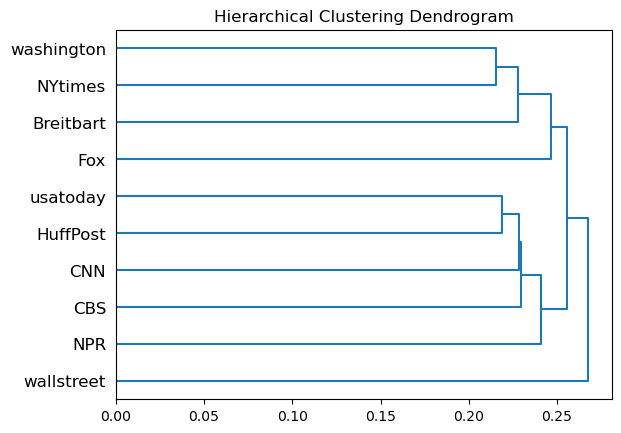 Hierarchical Clustering Dendrogram
washington
NYtimes
Breitbart
Fox
usatoday
HuffPost
CNN
CBS
NPR
wallstreet
0.00 0.05 0.10 0.15 0.20 0.25